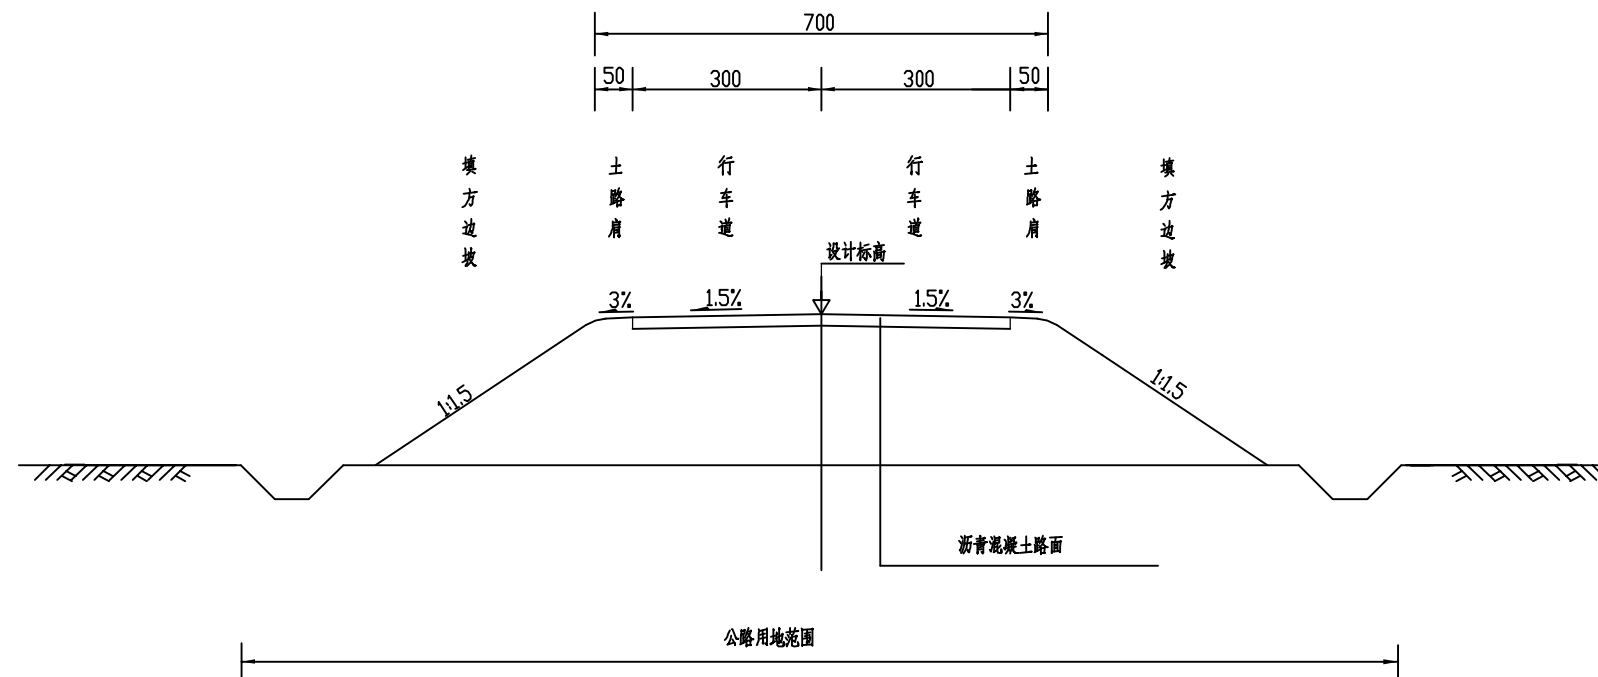 700
50
300
300
50
填方边坡
土路肩
行车道
行车道
土路肩
填方边坡
设计标高
3%
1.5%
1.5%
3%
1:1.5
1:1.5
沥青混凝土路面
公路用地范围